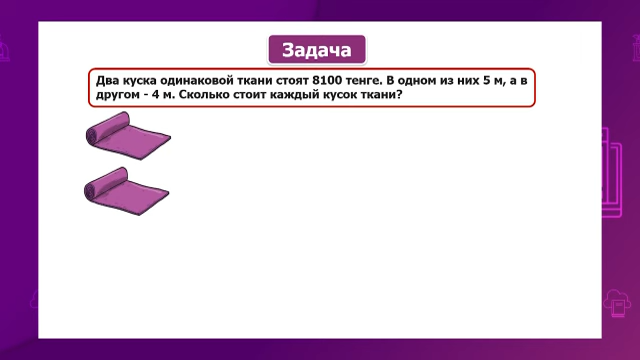 Задача
Два куска одинаковой ткани стоят 8100 тенге. В одном из них 5 м, а в
другом - 4 м. Сколько стоит каждый кусок ткани?